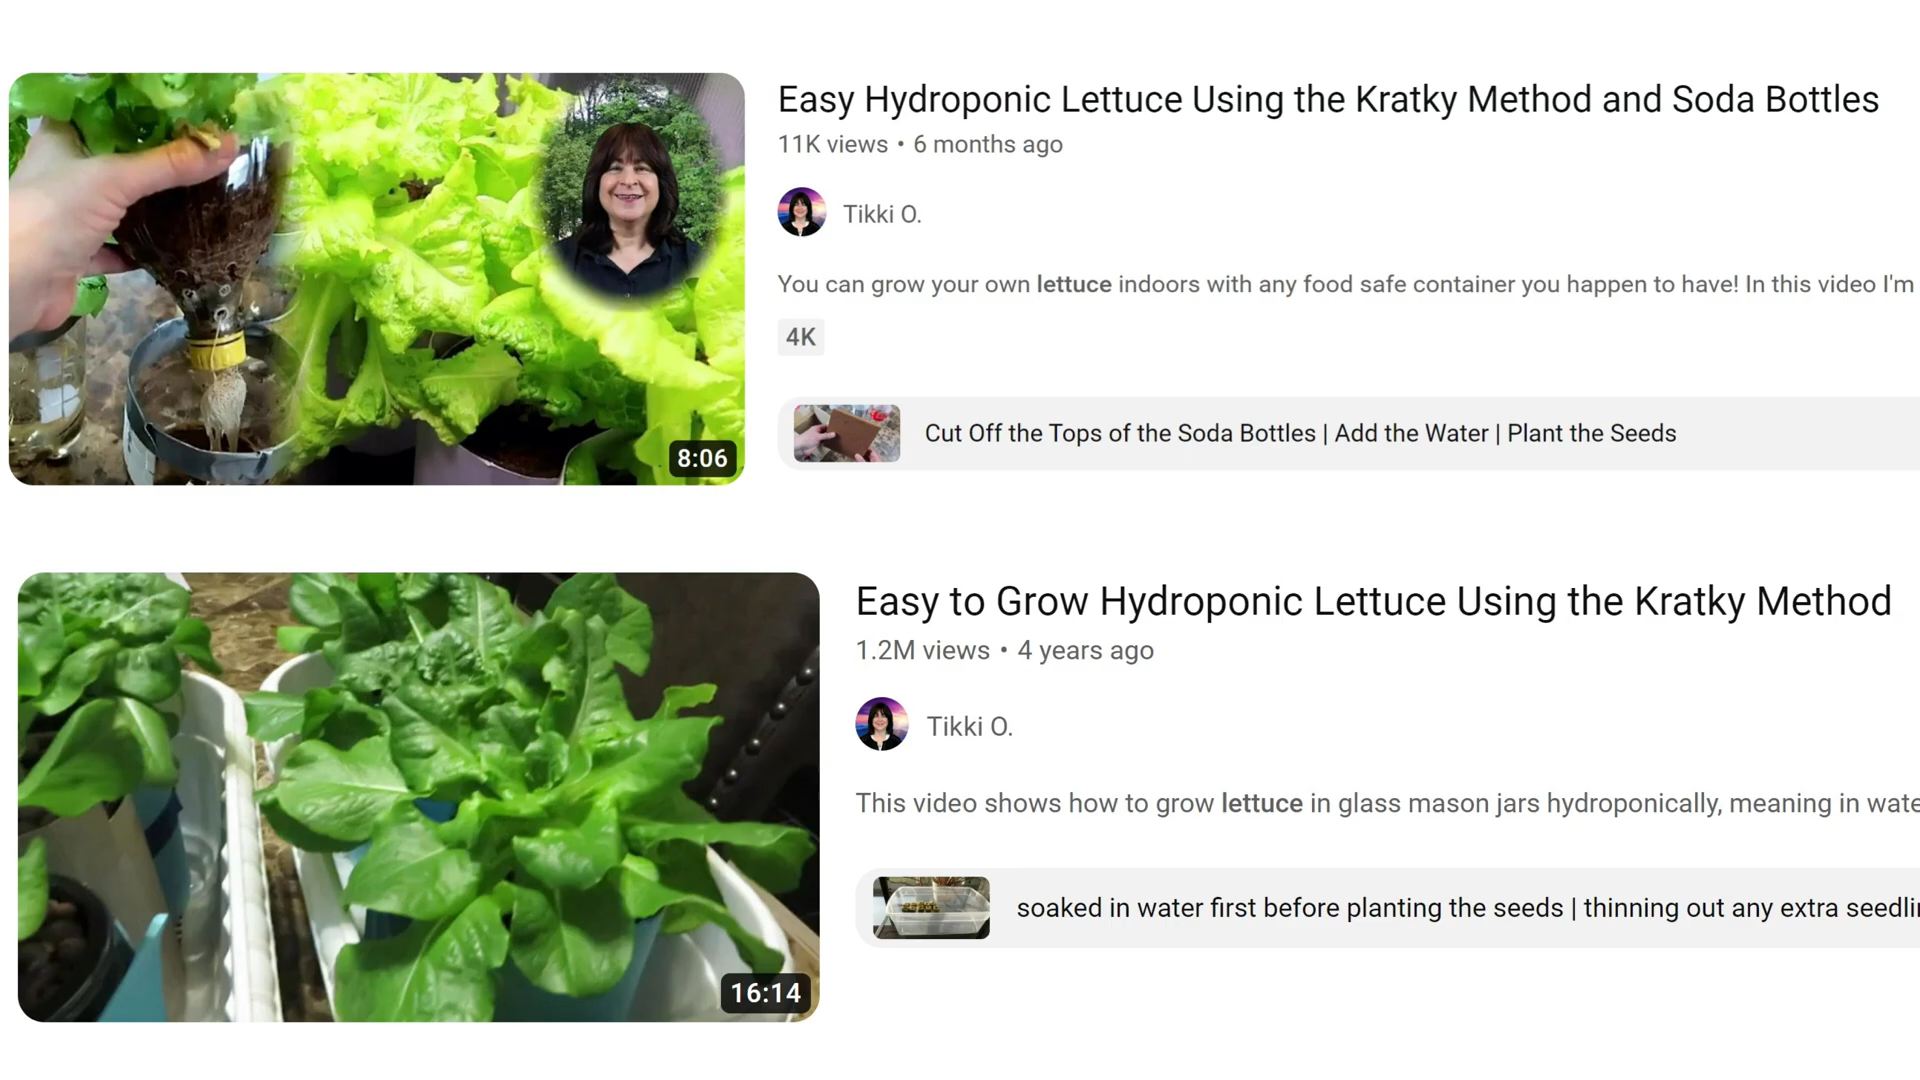 Easy Hydroponic Lettuce Using the Kratky Method and Soda Bottles
11K views • 6 months ago
Tikki O.
You can grow your own lettuce indoors with any food safe container you happen to have! In this video I'm
4K
Cut Off the Tops of the Soda Bottles | Add the Water | Plant the Seeds
8:06
Easy to Grow Hydroponic Lettuce Using the Kratky Method
1.2M views • 4 years ago
Tikki O.
This video shows how to grow lettuce in glass mason jars hydroponically, meaning in wate
soaked in water first before planting the seeds | thinning out any extra seedli
16:14